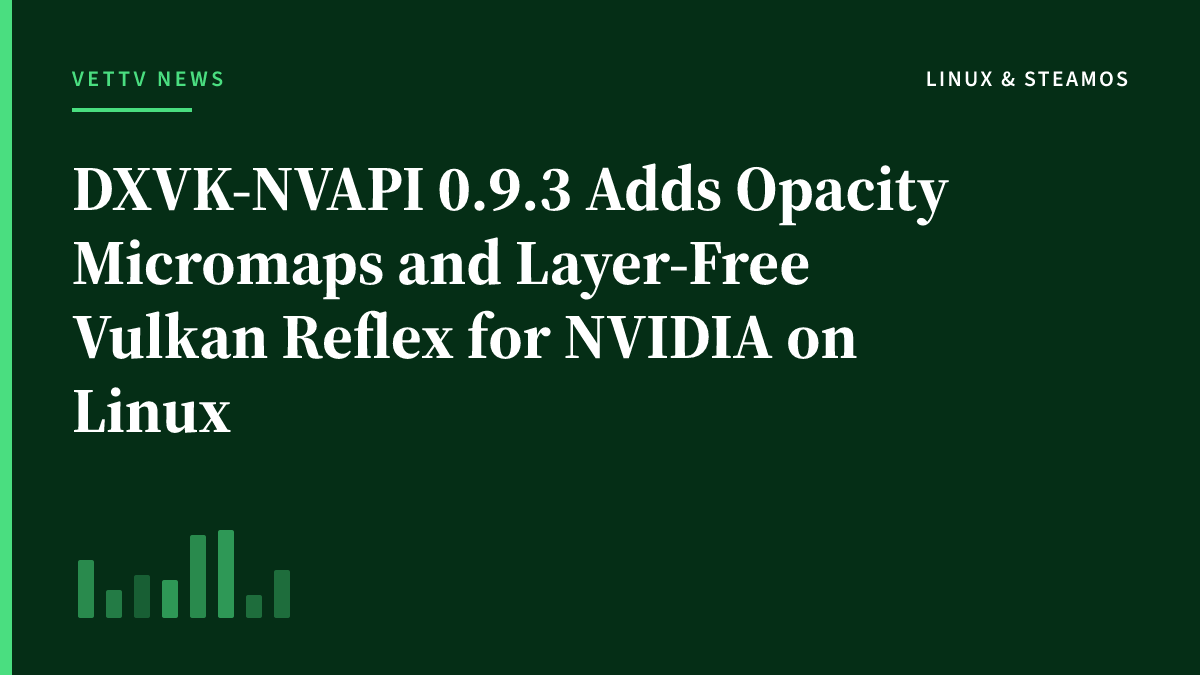 VETTV NEWS
LINUX & STEAMOS
DXVK-NVAPI 0.9.3 Adds Opacity
Micromaps and Layer-Free
Vulkan Reflex for NVIDIA on
Linux